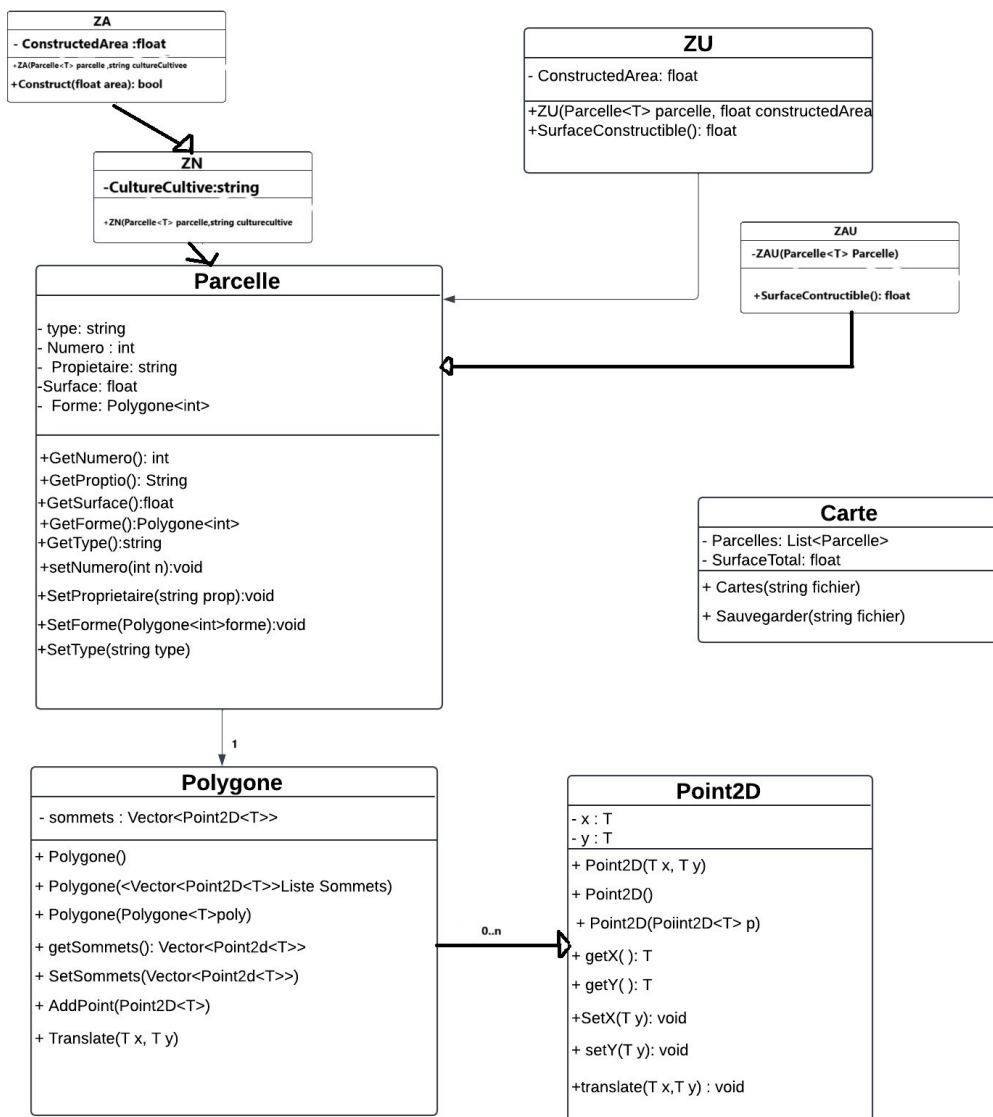 ZA
- ConstructedArea :float
+ZA(Parcelle<T> parcelle ,string cultureCultivee
+Construct(float area): bool
ZN
-CultureCultive:string
+ZN(Parcelle<T> parcelle,string culturecultive
ZU
- ConstructedArea: float
+ZU(Parcelle<T> parcelle, float constructedArea
+SurfaceConstructible(): float
ZAU
-ZAU(Parcelle<T> Parcelle)
+SurfaceContructible(): float
Parcelle
- type: string
- Numero : int
- Propietaire: string
-Surface: float
- Forme: Polygone<int>
+GetNumero(): int
+GetProptio(): String
+GetSurface():float
+GetForme():Polygone<int>
+GetType():string
+setNumero(int n):void
+SetProprietaire(string prop):void
+SetForme(Polygone<int>forme):void
+SetType(string type)
Carte
- Parcelles: List<Parcelle>
- SurfaceTotal: float
+ Cartes(string fichier)
+ Sauvegarder(string fichier)
1
Polygone
- sommets : Vector<Point2D<T>>
+ Polygone()
+ Polygone(<Vector<Point2D<T>>Liste Sommets)
+ Polygone(Polygone<T>poly)
+ getSommets(): Vector<Point2d<T>>
+ SetSommets(Vector<Point2d<T>>)
+ AddPoint(Point2D<T>)
+ Translate(T x, T y)
0..n
Point2D
- x : T
- y : T
+ Point2D(T x, T y)
+ Point2D()
+ Point2D(Poiint2D<T> p)
+ getX( ): T
+ getY( ): T
+SetX(T y): void
+ setY(T y): void
+translate(T x,T y) : void